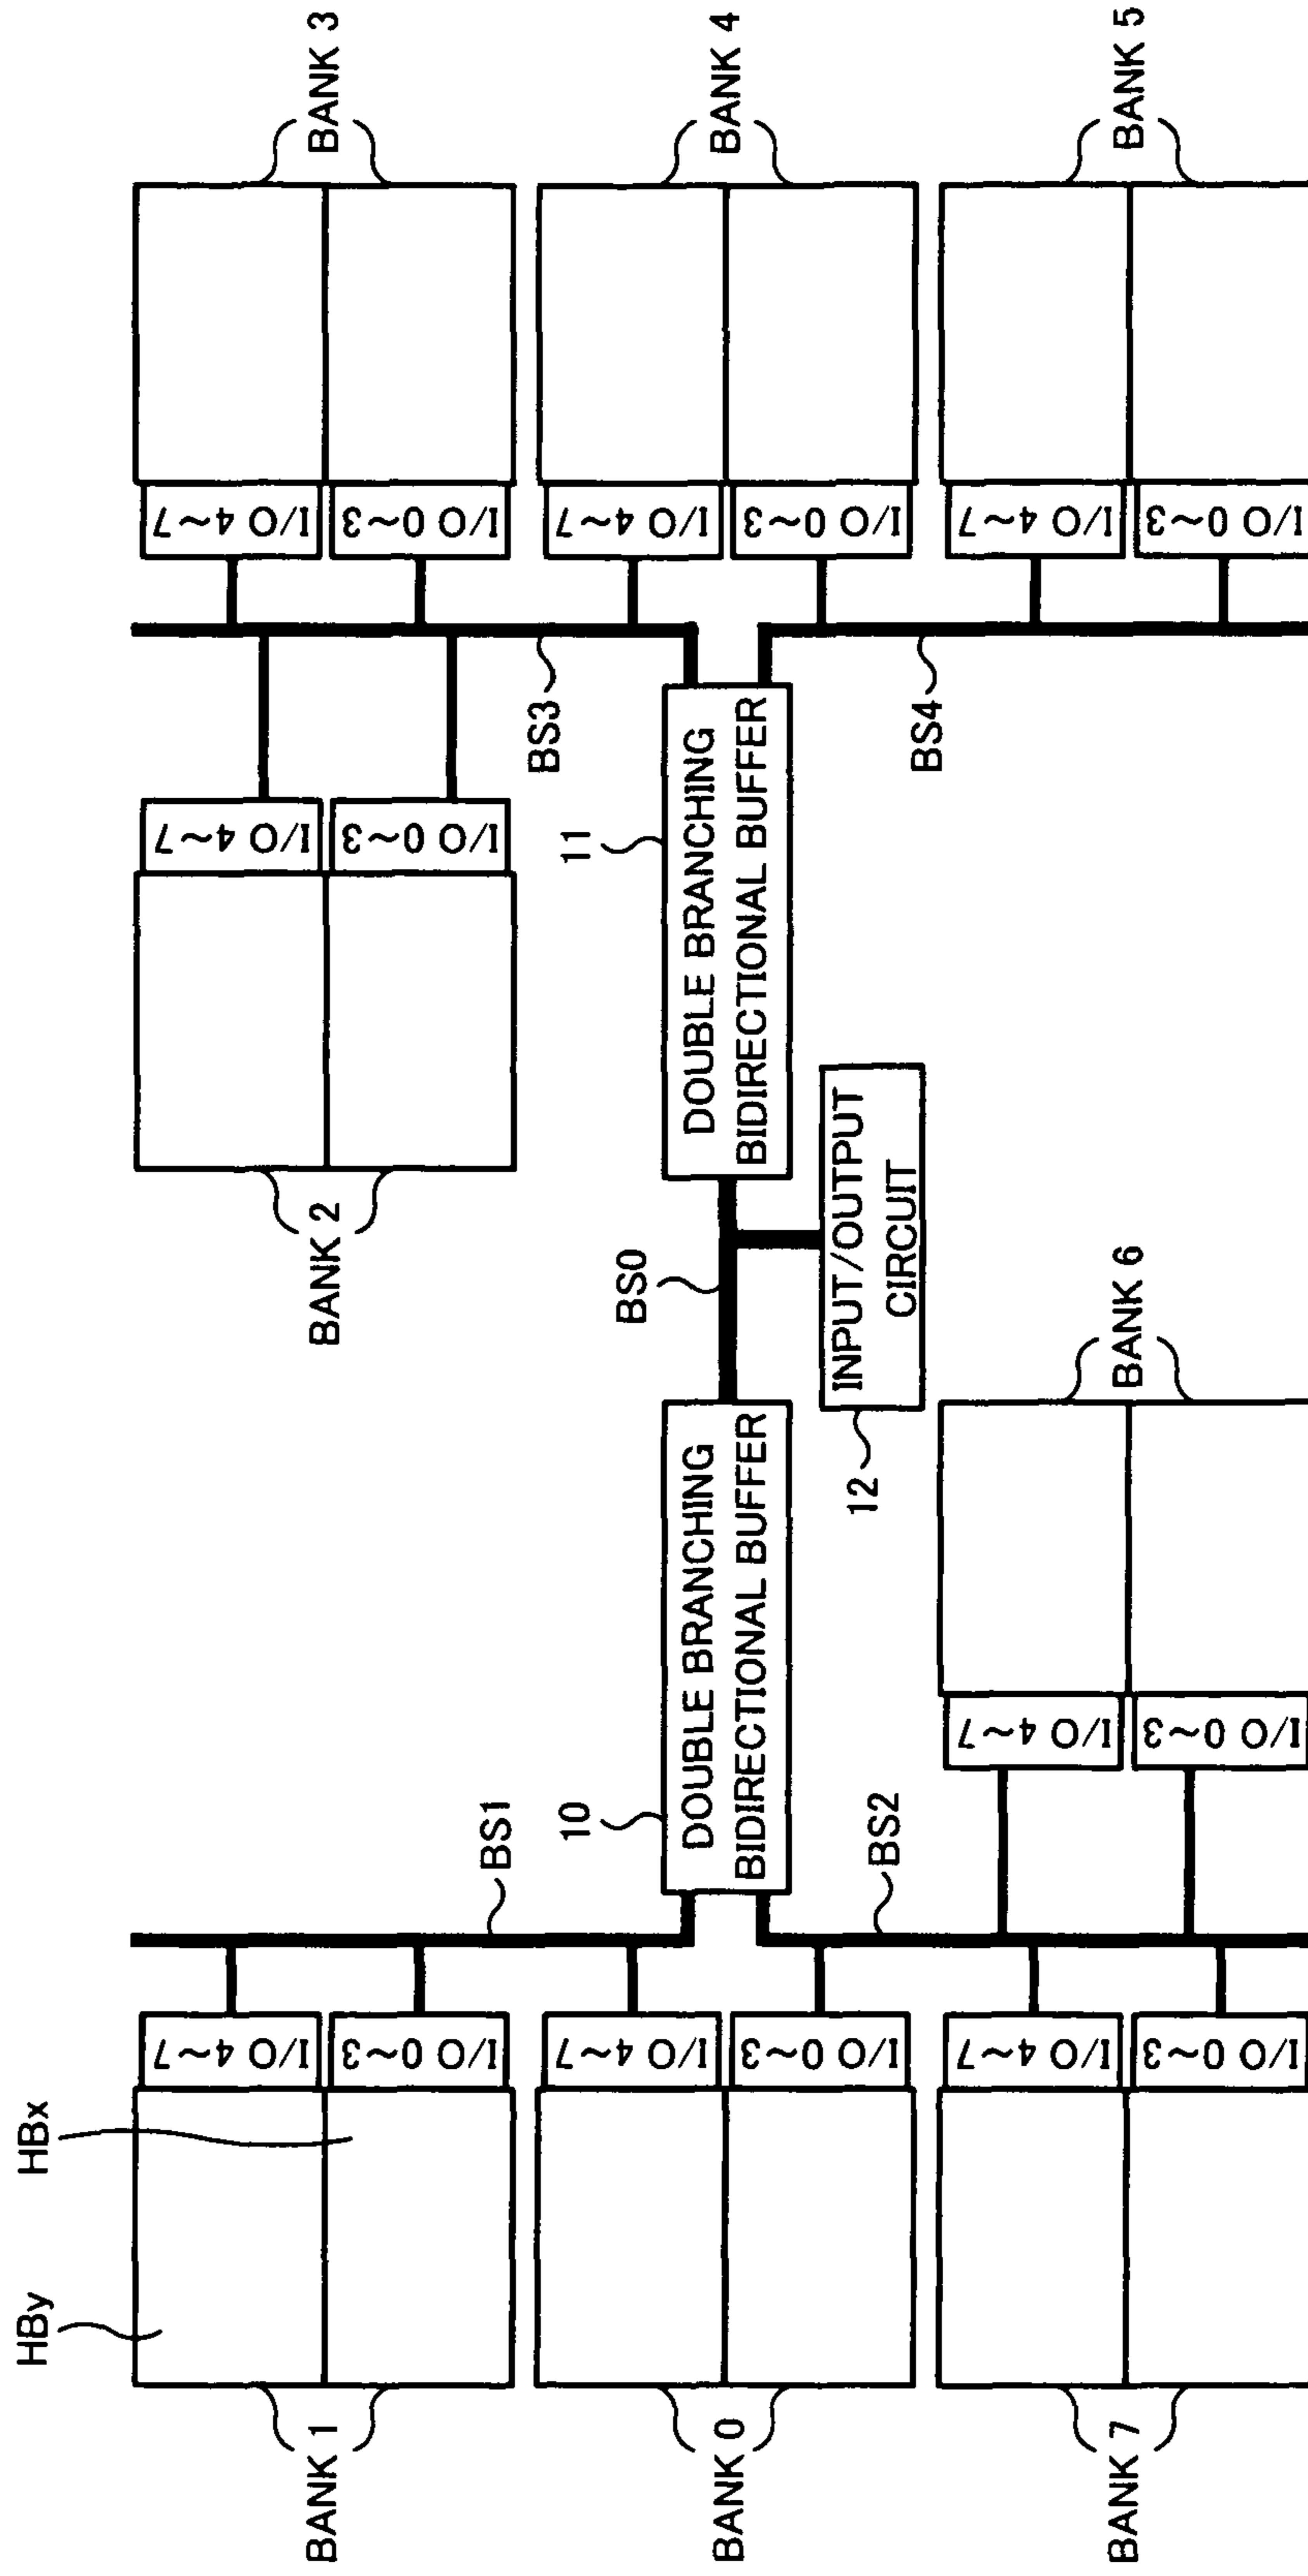 HBy
HBx
I/O 4~7
I/O 4~7
I/O 4~7
BANK 1
BANK 2
BANK 3
I/O 0~3
I/O 0~3
I/O 0~3
BS1
BS3
10
11
BS0
I/O 4~7
I/O 4~7
BANK 0
DOUBLE BRANCHING
BIDIRECTIONAL BUFFER
DOUBLE BRANCHING
BIDIRECTIONAL BUFFER
BANK 4
I/O 0~3
I/O 0~3
12
INPUT/OUTPUT
CIRCUIT
BS2
BS4
I/O 4~7
I/O 4~7
I/O 4~7
BANK 7
BANK 6
BANK 5
I/O 0~3
I/O 0~3
I/O 0~3